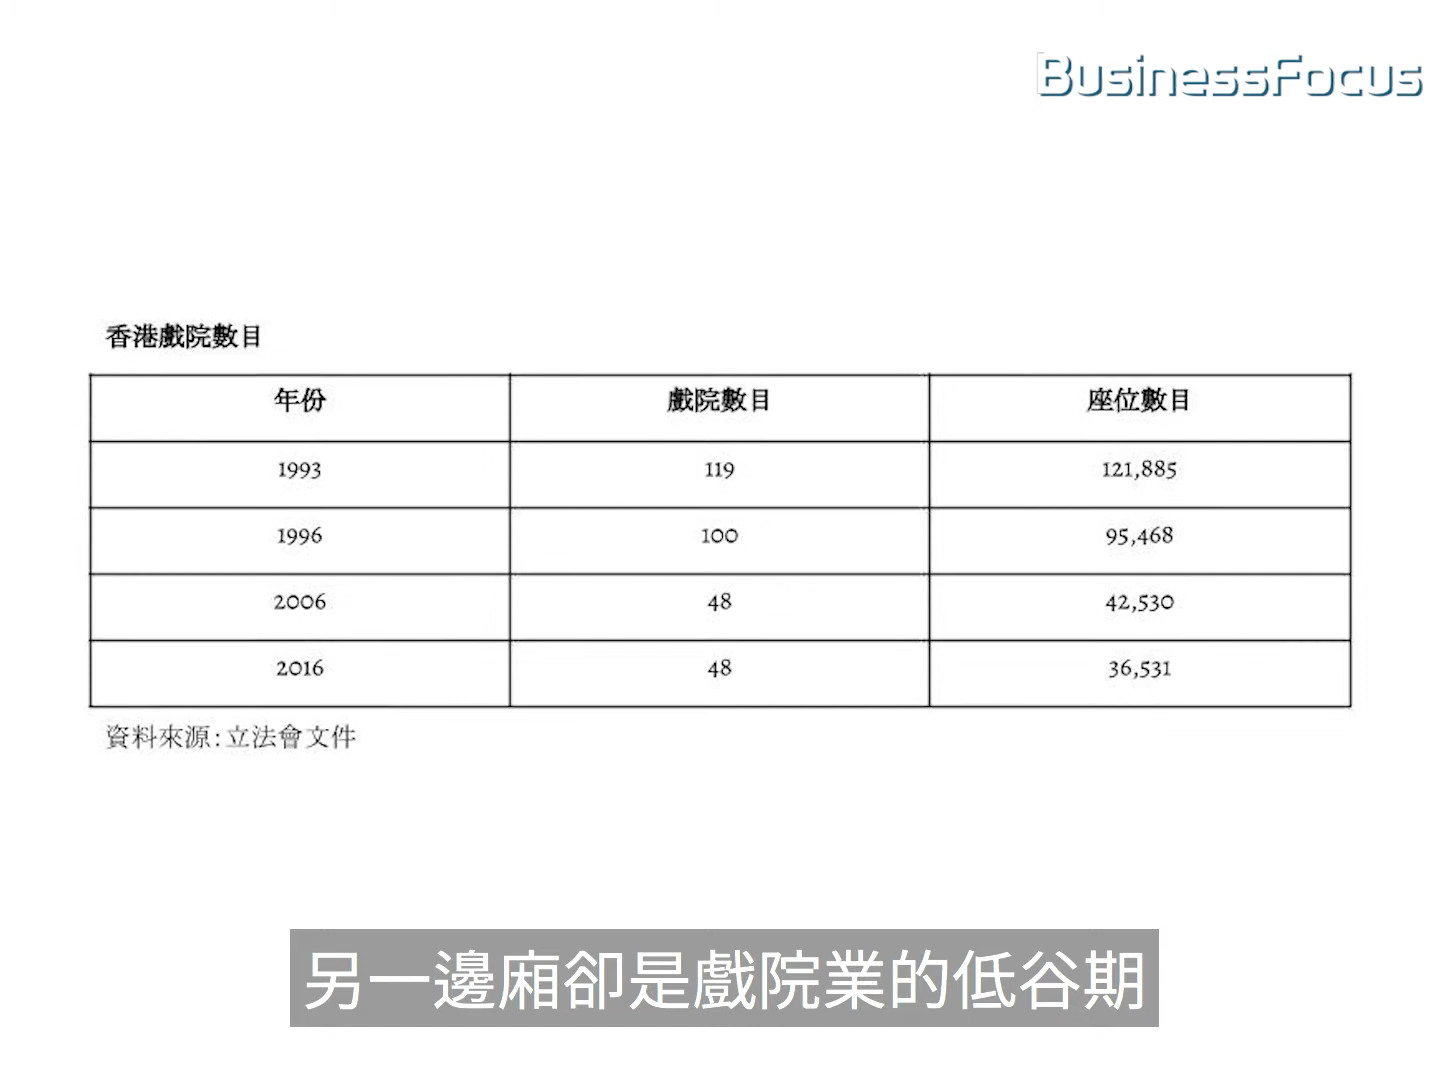 BusinessFocus
香港戲院數目
年份 戲院數目 座位數目
1993 119 121,885
1996 100 95,468
2006 48 42,530
2016 48 36,531
資料來源:立法會文件
另一邊廂卻是戲院業的低谷期